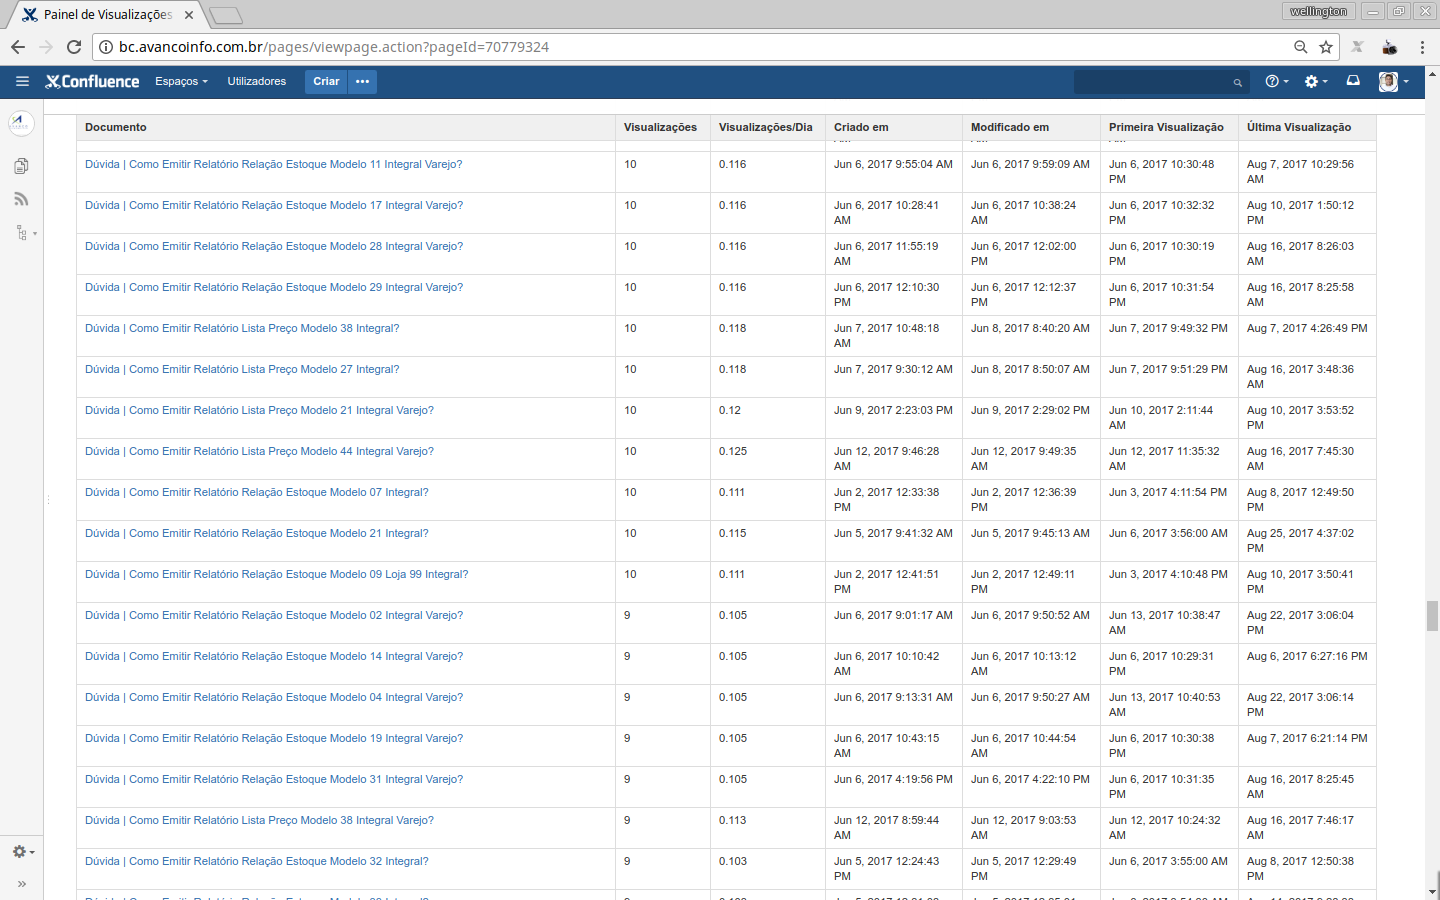 Painel de Visualizações
wellington
bc.avancoinfo.com.br/pages/viewpage.action?pageId=70779324
Confluence Espaços Utilizadores Criar •••
Documento Visualizações Visualizações/Dia Criado em Modificado em Primeira Visualização Última Visualização
Dúvida | Como Emitir Relatório Relação Estoque Modelo 11 Integral Varejo? 10 0.116 Jun 6, 2017 9:55:04 AM Jun 6, 2017 9:59:09 AM Jun 6, 2017 10:30:48 Aug 7, 2017 10:29:56
PM AM
Dúvida | Como Emitir Relatório Relação Estoque Modelo 17 Integral Varejo? 10 0.116 Jun 6, 2017 10:28:41 Jun 6, 2017 10:38:24 Jun 6, 2017 10:32:32 Aug 10, 2017 1:50:12
AM AM PM PM
Dúvida | Como Emitir Relatório Relação Estoque Modelo 28 Integral Varejo? 10 0.116 Jun 6, 2017 11:55:19 Jun 6, 2017 12:02:00 Jun 6, 2017 10:30:19 Aug 16, 2017 8:26:03
AM PM PM AM
Dúvida | Como Emitir Relatório Relação Estoque Modelo 29 Integral Varejo? 10 0.116 Jun 6, 2017 12:10:30 Jun 6, 2017 12:12:37 Jun 6, 2017 10:31:54 Aug 16, 2017 8:25:58
PM PM PM AM
Dúvida | Como Emitir Relatório Lista Preço Modelo 38 Integral? 10 0.118 Jun 7, 2017 10:48:18 Jun 8, 2017 8:40:20 AM Jun 7, 2017 9:49:32 PM Aug 7, 2017 4:26:49 PM
AM
Dúvida | Como Emitir Relatório Lista Preço Modelo 27 Integral? 10 0.118 Jun 7, 2017 9:30:12 AM Jun 8, 2017 8:50:07 AM Jun 7, 2017 9:51:29 PM Aug 16, 2017 3:48:36
AM
Dúvida | Como Emitir Relatório Lista Preço Modelo 21 Integral Varejo? 10 0.12 Jun 9, 2017 2:23:03 PM Jun 9, 2017 2:29:02 PM Jun 10, 2017 2:11:44 Aug 10, 2017 3:53:52
AM PM
Dúvida | Como Emitir Relatório Lista Preço Modelo 44 Integral Varejo? 10 0.125 Jun 12, 2017 9:46:28 Jun 12, 2017 9:49:35 Jun 12, 2017 11:35:32 Aug 16, 2017 7:45:30
AM AM AM AM
Dúvida | Como Emitir Relatório Relação Estoque Modelo 07 Integral? 10 0.111 Jun 2, 2017 12:33:38 Jun 2, 2017 12:36:39 Jun 3, 2017 4:11:54 PM Aug 8, 2017 12:49:50
PM PM PM
Dúvida | Como Emitir Relatório Relação Estoque Modelo 21 Integral? 10 0.115 Jun 5, 2017 9:41:32 AM Jun 5, 2017 9:45:13 AM Jun 6, 2017 3:56:00 AM Aug 25, 2017 4:37:02
PM
Dúvida | Como Emitir Relatório Relação Estoque Modelo 09 Loja 99 Integral? 10 0.111 Jun 2, 2017 12:41:51 Jun 2, 2017 12:49:11 Jun 3, 2017 4:10:48 PM Aug 10, 2017 3:50:41
PM PM PM
Dúvida | Como Emitir Relatório Relação Estoque Modelo 02 Integral Varejo? 9 0.105 Jun 6, 2017 9:01:17 AM Jun 6, 2017 9:50:52 AM Jun 13, 2017 10:38:47 Aug 22, 2017 3:06:04
AM PM
Dúvida | Como Emitir Relatório Relação Estoque Modelo 14 Integral Varejo? 9 0.105 Jun 6, 2017 10:10:42 Jun 6, 2017 10:13:12 Jun 6, 2017 10:29:31 Aug 6, 2017 6:27:16 PM
AM AM PM
Dúvida | Como Emitir Relatório Relação Estoque Modelo 04 Integral Varejo? 9 0.105 Jun 6, 2017 9:13:31 AM Jun 6, 2017 9:50:27 AM Jun 13, 2017 10:40:53 Aug 22, 2017 3:06:14
AM PM
Dúvida | Como Emitir Relatório Relação Estoque Modelo 19 Integral Varejo? 9 0.105 Jun 6, 2017 10:43:15 Jun 6, 2017 10:44:54 Jun 6, 2017 10:30:38 Aug 7, 2017 6:21:14 PM
AM AM PM
Dúvida | Como Emitir Relatório Relação Estoque Modelo 31 Integral Varejo? 9 0.105 Jun 6, 2017 4:19:56 PM Jun 6, 2017 4:22:10 PM Jun 6, 2017 10:31:35 Aug 16, 2017 8:25:45
PM AM
Dúvida | Como Emitir Relatório Lista Preço Modelo 38 Integral Varejo? 9 0.113 Jun 12, 2017 8:59:44 Jun 12, 2017 9:03:53 Jun 12, 2017 10:24:32 Aug 16, 2017 7:46:17
AM AM AM AM
Dúvida | Como Emitir Relatório Relação Estoque Modelo 32 Integral? 9 0.103 Jun 5, 2017 12:24:43 Jun 5, 2017 12:29:49 Jun 6, 2017 3:55:00 AM Aug 8, 2017 12:50:38
PM PM PM